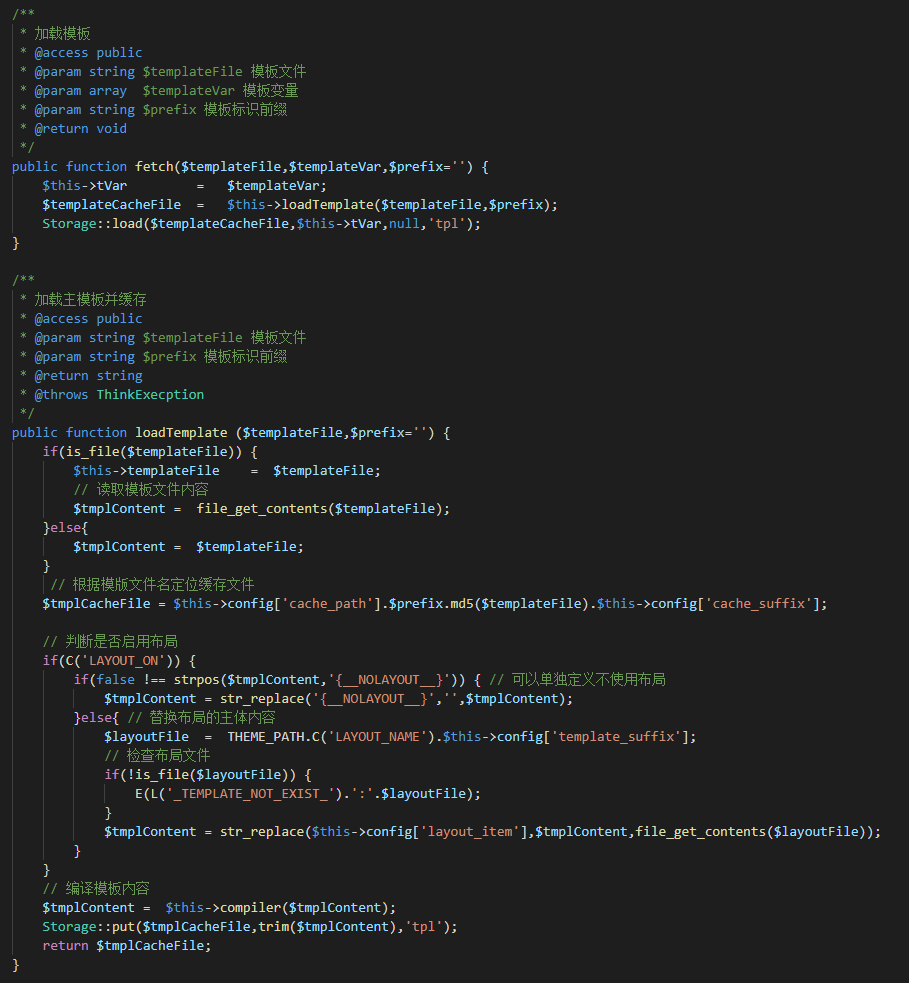 /**
 * 加载模板
 * @access public
 * @param string $templateFile 模板文件
 * @param array  $templateVar 模板变量
 * @param string $prefix 模板标识前缀
 * @return void
 */
public function fetch($templateFile,$templateVar,$prefix='') {
    $this->tVar         =   $templateVar;
    $templateCacheFile  =   $this->loadTemplate($templateFile,$prefix);
    Storage::load($templateCacheFile,$this->tVar,null,'tpl');
}

/**
 * 加载主模板并缓存
 * @access public
 * @param string $templateFile 模板文件
 * @param string $prefix 模板标识前缀
 * @return string
 * @throws ThinkExecption
 */
public function loadTemplate ($templateFile,$prefix='') {
    if(is_file($templateFile)) {
        $this->templateFile    =  $templateFile;
        // 读取模板文件内容
        $tmplContent =  file_get_contents($templateFile);
    }else{
        $tmplContent =  $templateFile;
    }
     // 根据模版文件名定位缓存文件
    $tmplCacheFile = $this->config['cache_path'].$prefix.md5($templateFile).$this->config['cache_suffix'];

    // 判断是否启用布局
    if(C('LAYOUT_ON')) {
        if(false !== strpos($tmplContent,'{__NOLAYOUT__}')) { // 可以单独定义不使用布局
            $tmplContent = str_replace('{__NOLAYOUT__}','',$tmplContent);
        }else{ // 替换布局的主体内容
            $layoutFile  =  THEME_PATH.C('LAYOUT_NAME').$this->config['template_suffix'];
            // 检查布局文件
            if(!is_file($layoutFile)) {
                E(L('_TEMPLATE_NOT_EXIST_').':'.$layoutFile);
            }
            $tmplContent = str_replace($this->config['layout_item'],$tmplContent,file_get_contents($layoutFile));
        }
    }
    // 编译模板内容
    $tmplContent =  $this->compiler($tmplContent);
    Storage::put($tmplCacheFile,trim($tmplContent),'tpl');
    return $tmplCacheFile;
}